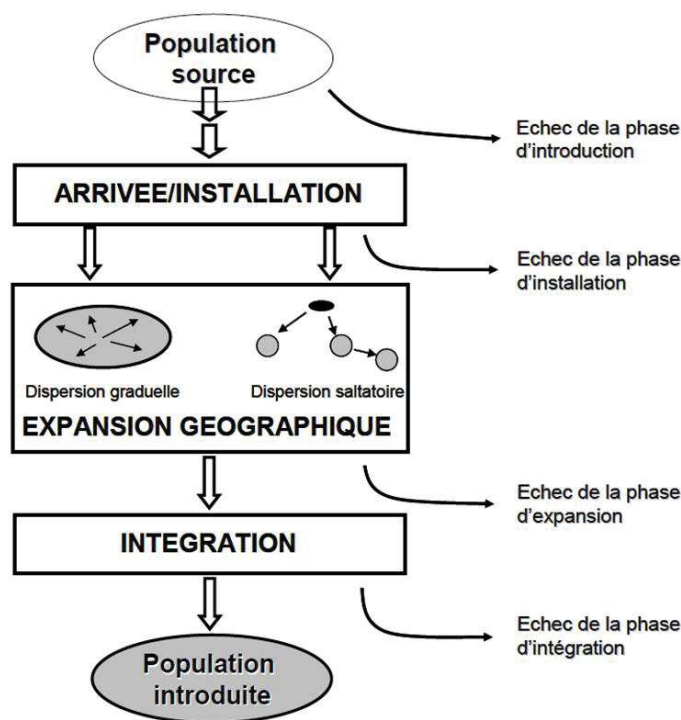 Population
source
Echec de la phase
d'introduction
ARRIVEE/INSTALLATION
Echec de la phase
d'installation
Dispersion graduelle
Dispersion saltatoire
EXPANSION GEOGRAPHIQUE
Echec de la phase
d'expansion
INTEGRATION
Echec de la phase
d'intégration
Population
introduite